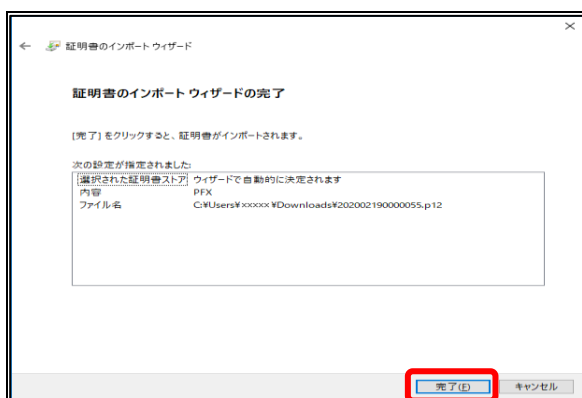 証明書のインポート ウィザード
証明書のインポート ウィザードの完了
[完了] をクリックすると、証明書がインポートされます。
次の設定が指定されました:
選択された証明書ストア ウィザードで自動的に決定されます
内容 PFX
ファイル名 C:¥Users¥xxxxx¥Downloads¥202002190000055.p12
完了(F) キャンセル